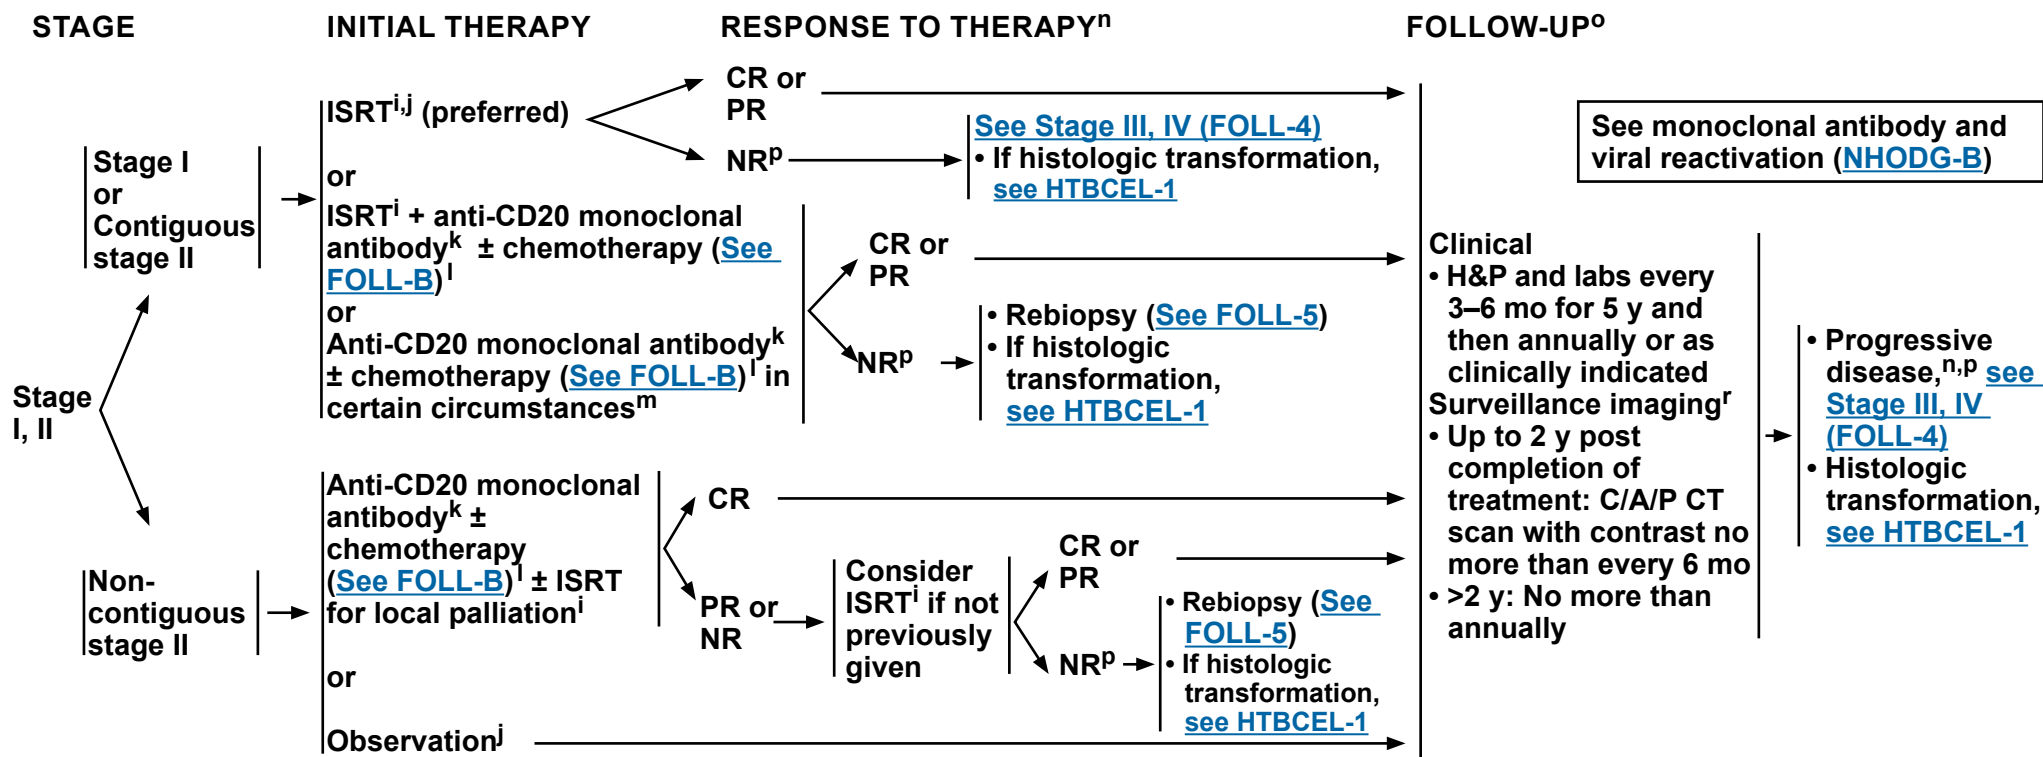 STAGE
INITIAL THERAPY
RESPONSE TO THERAPYⁿ
FOLLOW-UPᵒ
Stage
I, II
Stage I
or
Contiguous
stage II
ISRTⁱ,ʲ (preferred)
or
ISRTⁱ + anti-CD20 monoclonal
antibodyᵏ ± chemotherapy (See
FOLL-B)ˡ
or
Anti-CD20 monoclonal antibodyᵏ
± chemotherapy (See FOLL-B)ˡ in
certain circumstancesᵐ
CR or
PR
NRᵖ
See Stage III, IV (FOLL-4)
• If histologic transformation,
see HTBCEL-1
CR or
PR
NRᵖ
• Rebiopsy (See FOLL-5)
• If histologic
transformation,
see HTBCEL-1
Non-
contiguous
stage II
Anti-CD20 monoclonal
antibodyᵏ ±
chemotherapy
(See FOLL-B)ˡ ± ISRT
for local palliationⁱ
or
Observationʲ
CR
PR or
NR
Consider
ISRTⁱ if not
previously
given
CR or
PR
NRᵖ
• Rebiopsy (See
FOLL-5)
• If histologic
transformation,
see HTBCEL-1
See monoclonal antibody and
viral reactivation (NHODG-B)
Clinical
• H&P and labs every
3–6 mo for 5 y and
then annually or as
clinically indicated
Surveillance imagingʳ
• Up to 2 y post
completion of
treatment: C/A/P CT
scan with contrast no
more than every 6 mo
• >2 y: No more than
annually
• Progressive
disease,ⁿ,ᵖ see
Stage III, IV
(FOLL-4)
• Histologic
transformation,
see HTBCEL-1